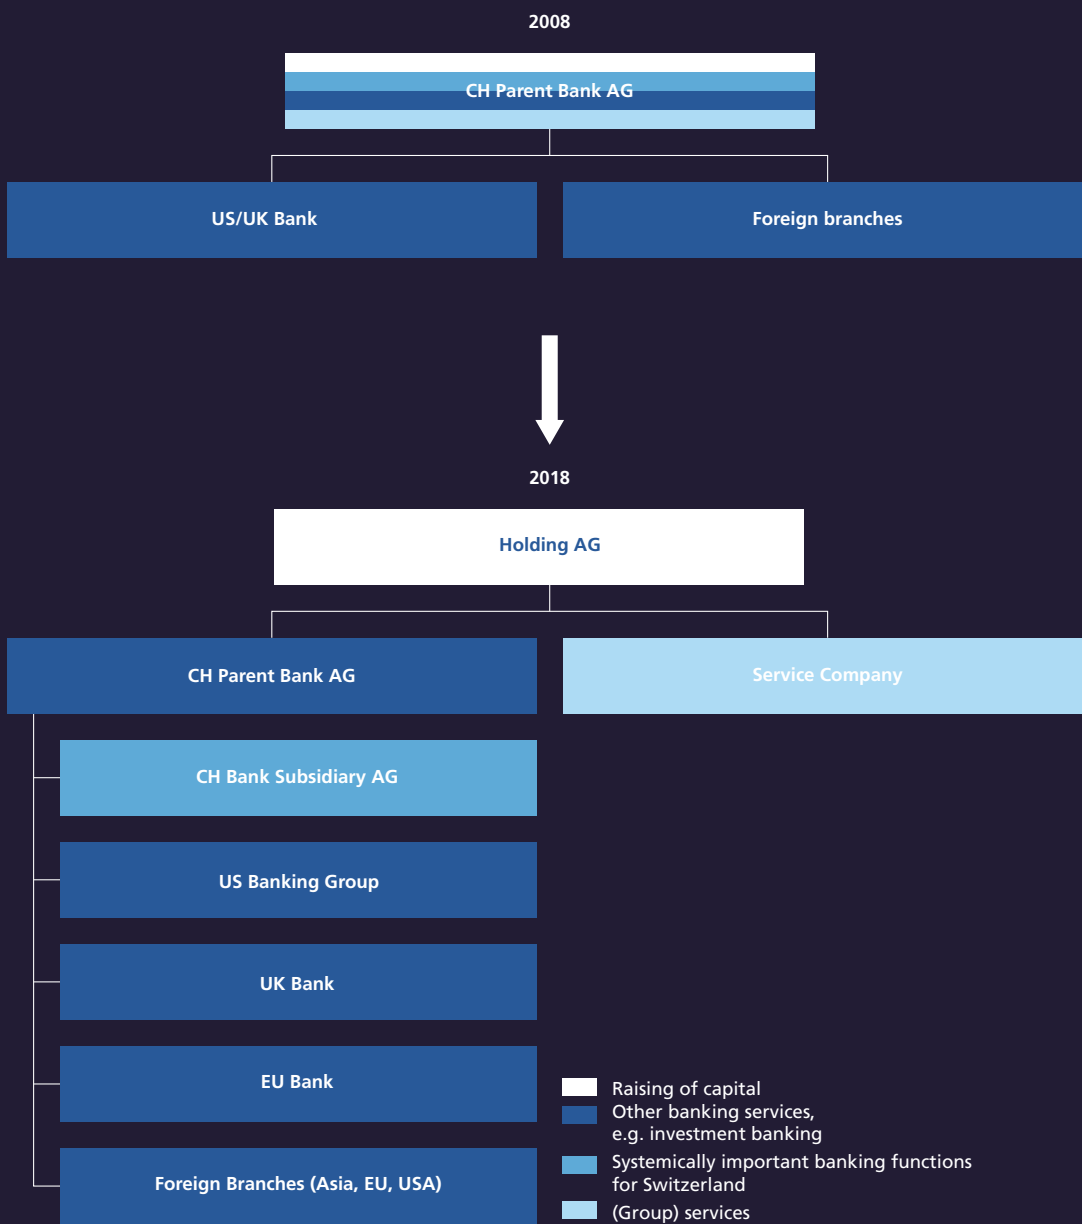 2008
CH Parent Bank AG
US/UK Bank
Foreign branches
2018
Holding AG
CH Parent Bank AG
Service Company
CH Bank Subsidiary AG
US Banking Group
UK Bank
EU Bank
Foreign Branches (Asia, EU, USA)
Raising of capital
Other banking services,
e.g. investment banking
Systemically important banking functions
for Switzerland
(Group) services